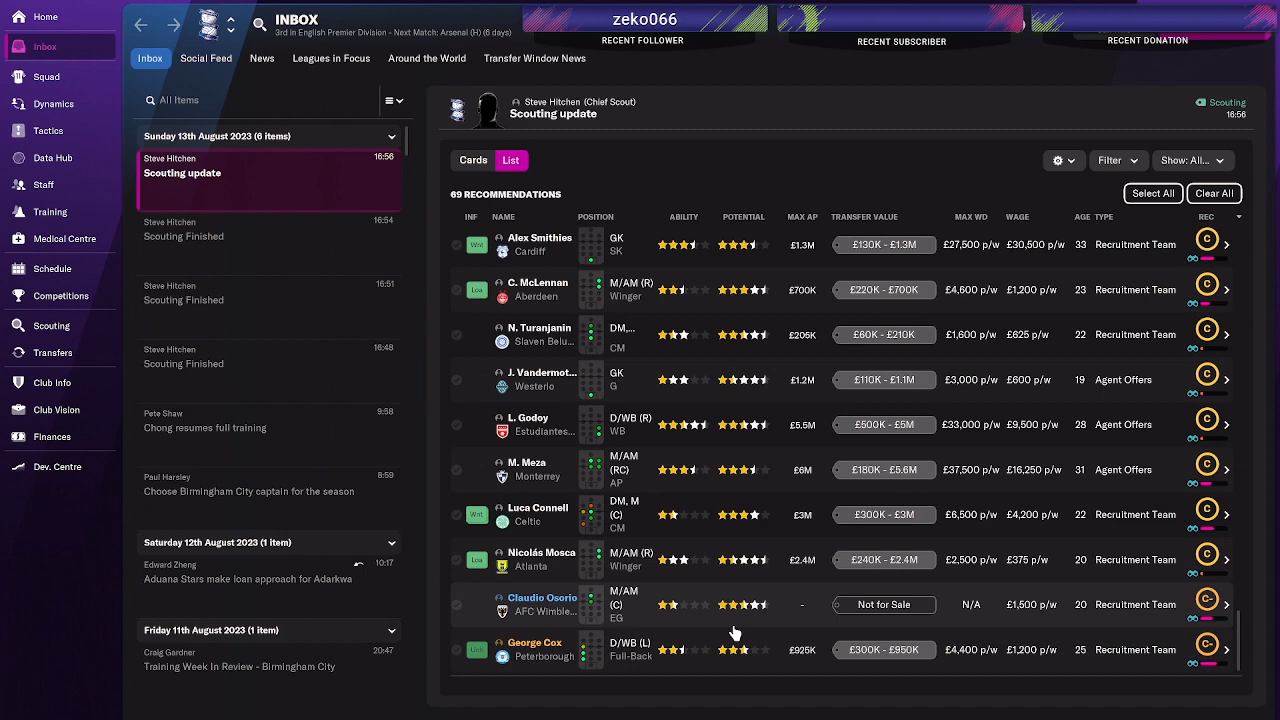 Home
Inbox
Squad
Dynamics
Tactics
Data Hub
Staff
Training
Medical Centre
Schedule
Competitions
Scouting
Transfers
Club Info
Club Vision
Finances
Dev. Centre
INBOX
3rd in English Premier Division - Next Match: Arsenal (H) (6 days)
zeko066
RECENT FOLLOWER
RECENT SUBSCRIBER
RECENT DONATION
Inbox Social Feed News Leagues in Focus Around the World Transfer Window News
All Items
Sunday 13th August 2023 (6 items)
Steve Hitchen 16:56
Scouting update
Steve Hitchen 16:54
Scouting Finished
Steve Hitchen 16:51
Scouting Finished
Steve Hitchen 16:48
Scouting Finished
Pete Shaw 9:58
Chong resumes full training
Paul Harsley 8:59
Choose Birmingham City captain for the season
Saturday 12th August 2023 (1 item)
Edward Zheng 10:17
Aduana Stars make loan approach for Adarkwa
Friday 11th August 2023 (1 item)
Craig Gardner 20:47
Training Week In Review - Birmingham City
Steve Hitchen (Chief Scout)
Scouting update
Scouting
16:56
Cards List
Filter Show: All...
69 RECOMMENDATIONS
Select All Clear All
INF NAME POSITION ABILITY POTENTIAL MAX AP TRANSFER VALUE MAX WD WAGE AGE TYPE REC
Wnt Alex Smithies Cardiff GK SK £1.3M £130K - £1.3M £27,500 p/w £30,500 p/w 33 Recruitment Team C
Loa C. McLennan Aberdeen M/AM (R) Winger £700K £220K - £700K £4,600 p/w £1,200 p/w 23 Recruitment Team C
N. Turanjanin Slaven Belu... DM,... CM £205K £60K - £210K £1,600 p/w £625 p/w 22 Recruitment Team C
J. Vandermot... Westerlo GK G £1.2M £110K - £1.1M £3,000 p/w £600 p/w 19 Agent Offers C
L. Godoy Estudiantes... D/WB (R) WB £5.5M £500K - £5M £33,000 p/w £9,500 p/w 28 Agent Offers C
M. Meza Monterrey M/AM (RC) AP £6M £180K - £5.6M £37,500 p/w £16,250 p/w 31 Agent Offers C
Wnt Luca Connell Celtic DM, M (C) CM £3M £300K - £3M £6,500 p/w £4,200 p/w 22 Recruitment Team C
Loa Nicolás Mosca Atlanta M/AM (R) Winger £2.4M £240K - £2.4M £2,500 p/w £375 p/w 20 Recruitment Team C
Claudio Osorio AFC Wimble... M/AM (C) EG - Not for Sale N/A £1,500 p/w 20 Recruitment Team C-
Unh George Cox Peterborough D/WB (L) Full-Back £925K £300K - £950K £4,400 p/w £1,200 p/w 25 Recruitment Team C-